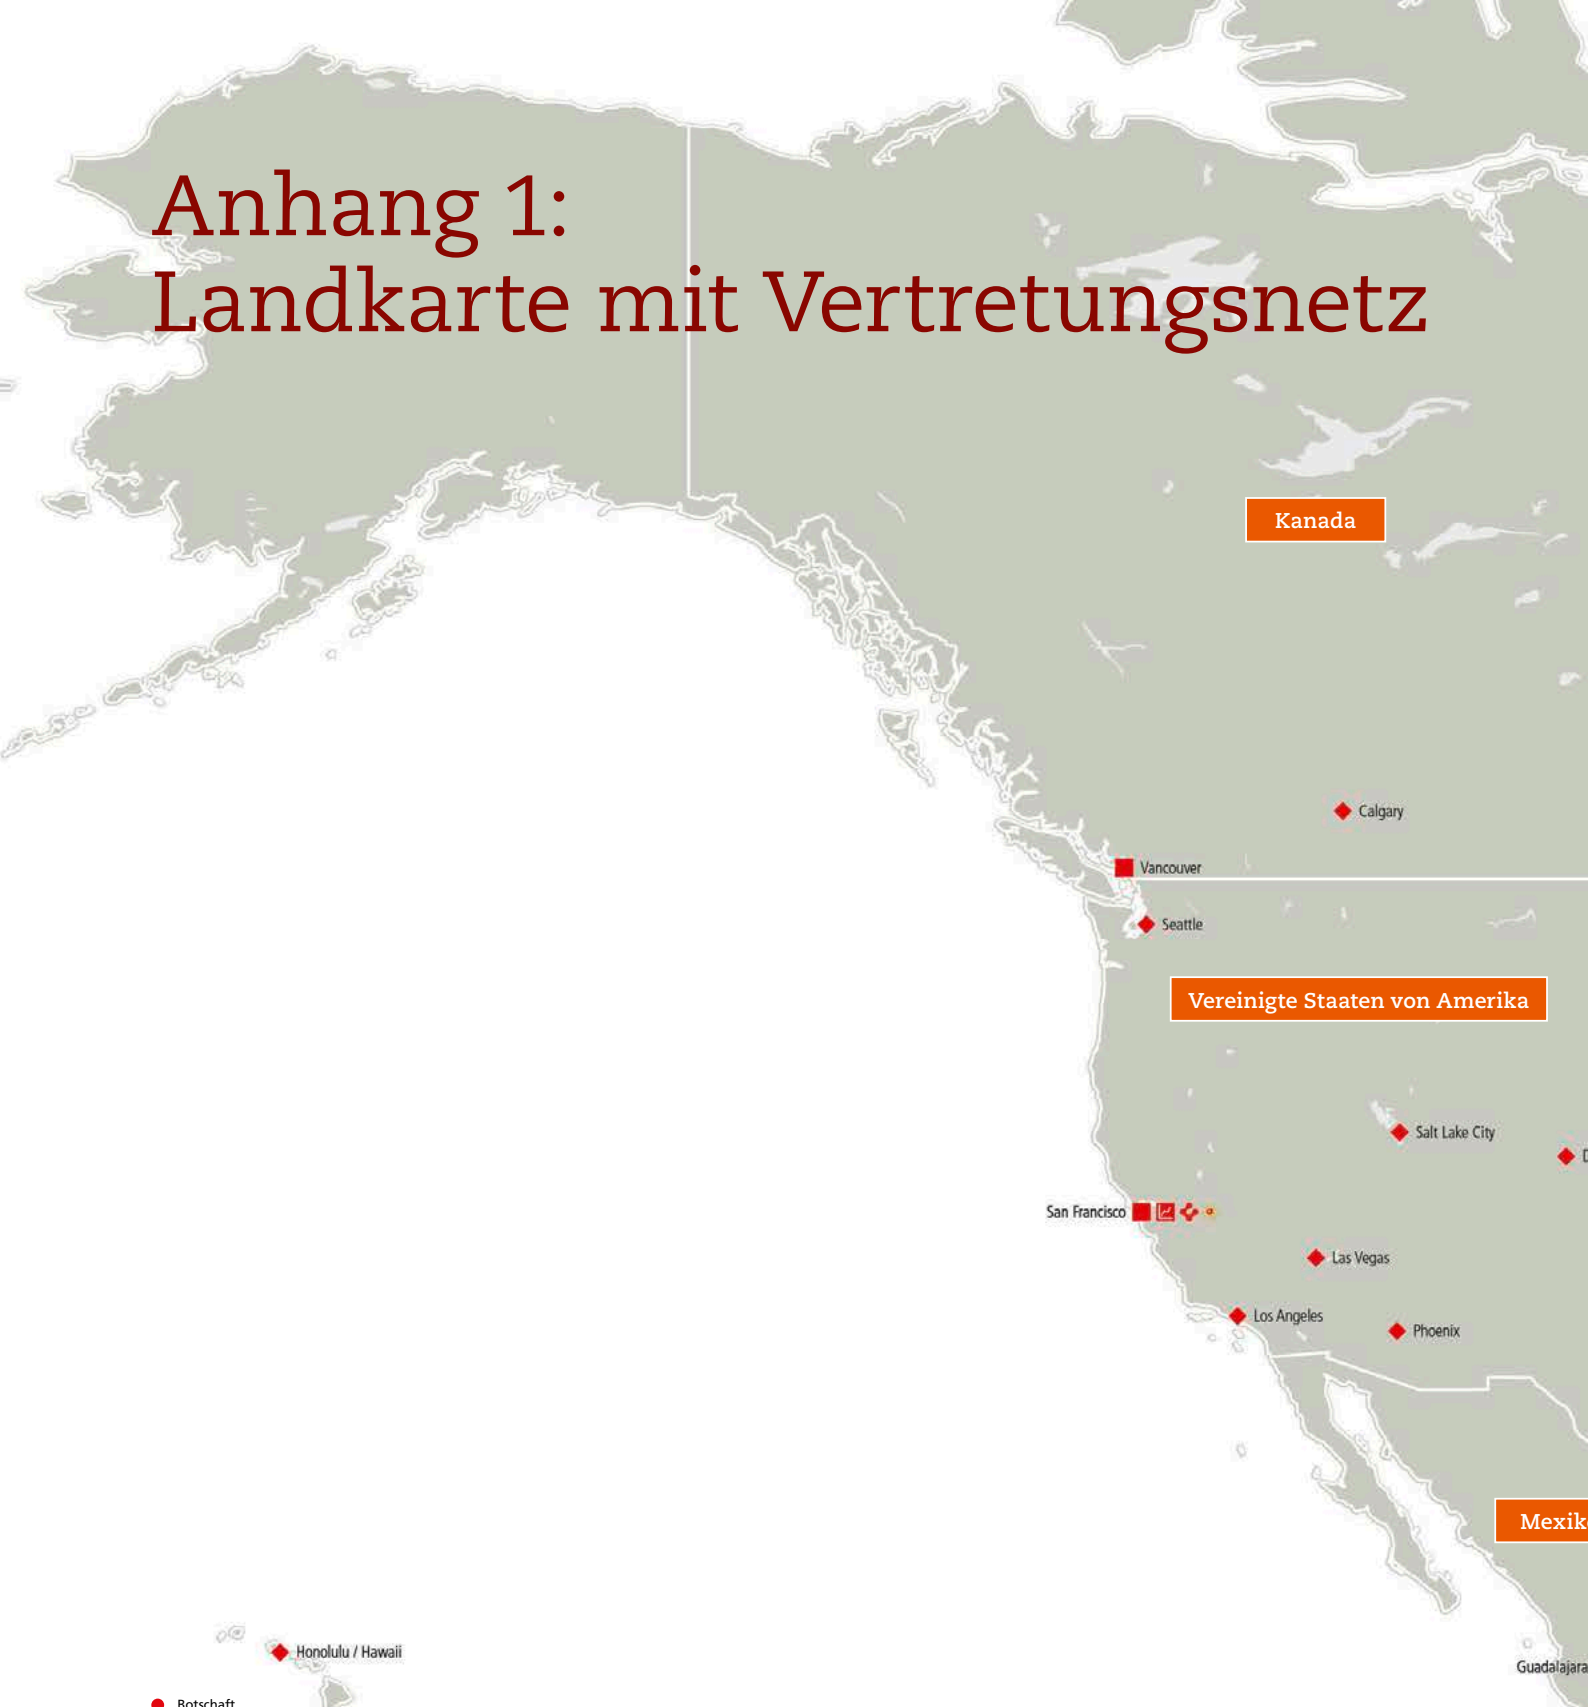 Anhang 1:
Landkarte mit Vertretungsnetz
Kanada
Calgary
Vancouver
Seattle
Vereinigte Staaten von Amerika
Salt Lake City
San Francisco
Las Vegas
Los Angeles
Phoenix
Honolulu / Hawaii
Botschaft